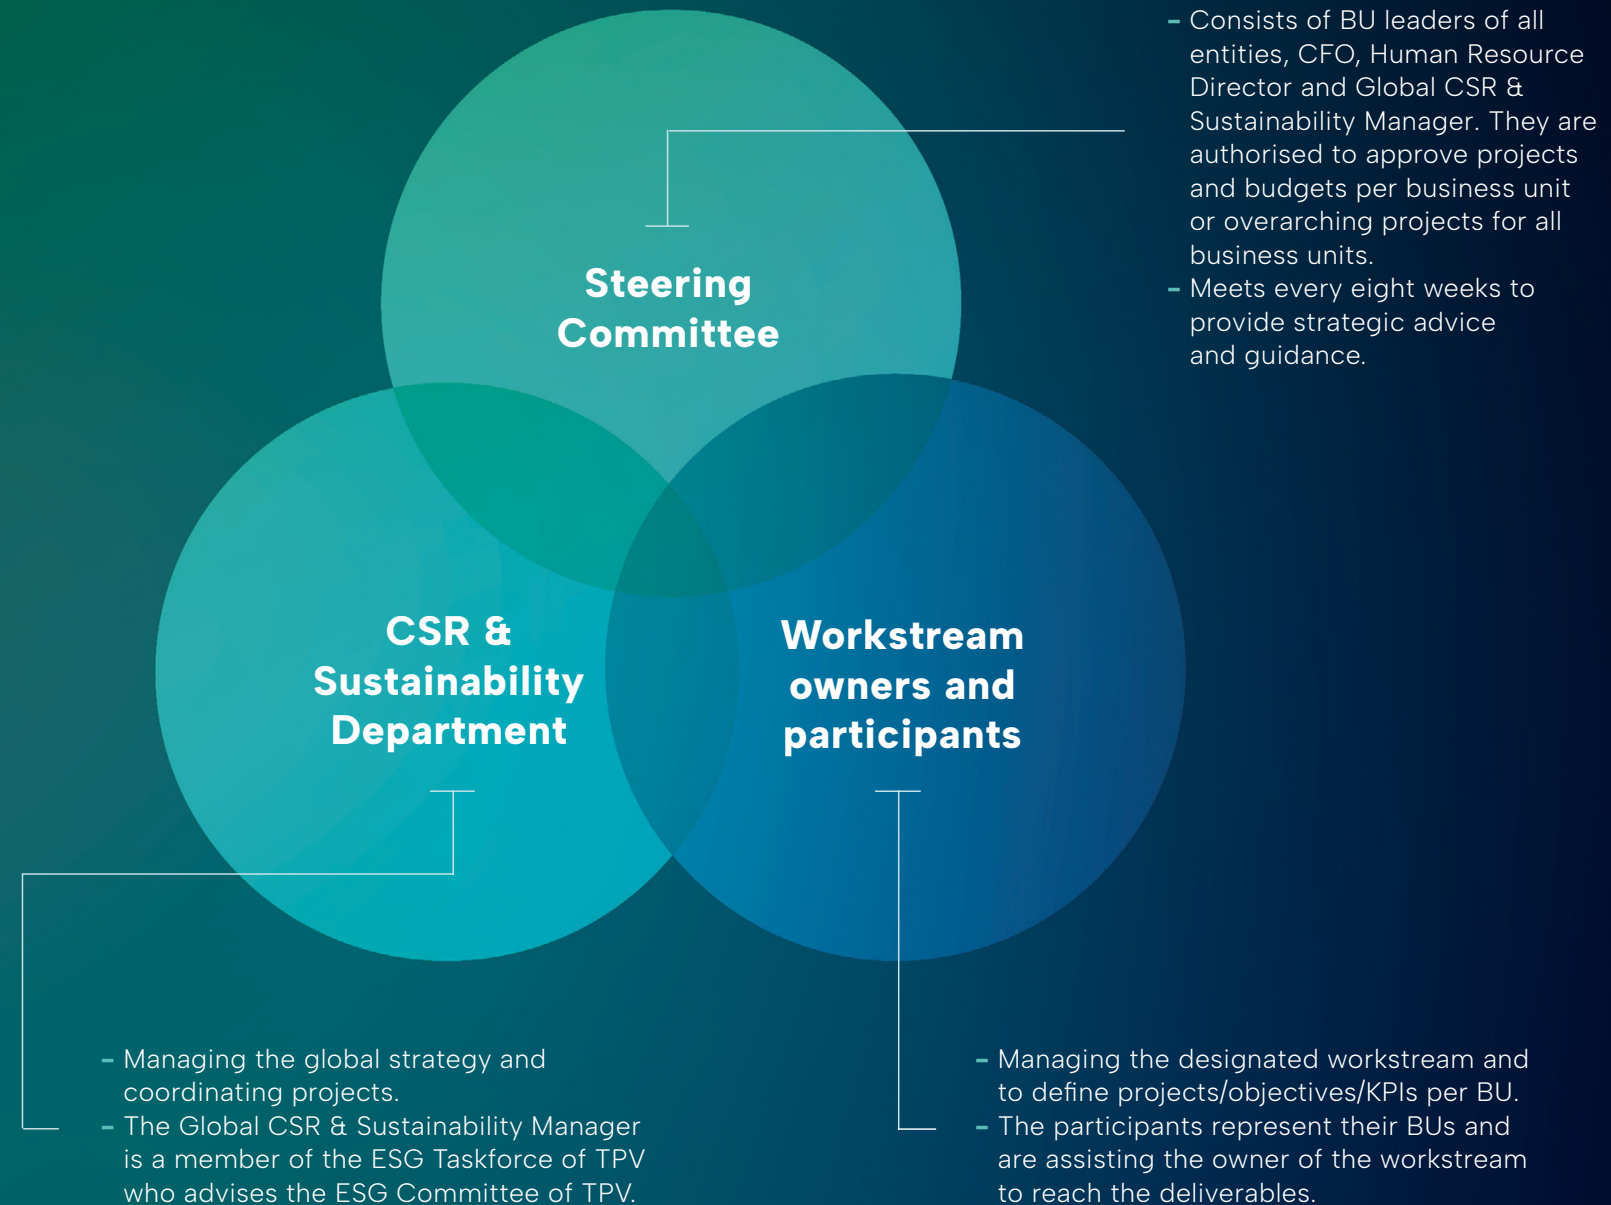 – Consists of BU leaders of all
entities, CFO, Human Resource
Director and Global CSR &
Sustainability Manager. They are
authorised to approve projects
and budgets per business unit
or overarching projects for all
business units.
– Meets every eight weeks to
provide strategic advice
and guidance.
Steering
Committee
CSR &
Sustainability
Department
Workstream
owners and
participants
– Managing the global strategy and
coordinating projects.
– The Global CSR & Sustainability Manager
is a member of the ESG Taskforce of TPV
who advises the ESG Committee of TPV.
– Managing the designated workstream and
to define projects/objectives/KPIs per BU.
– The participants represent their BUs and
are assisting the owner of the workstream
to reach the deliverables.